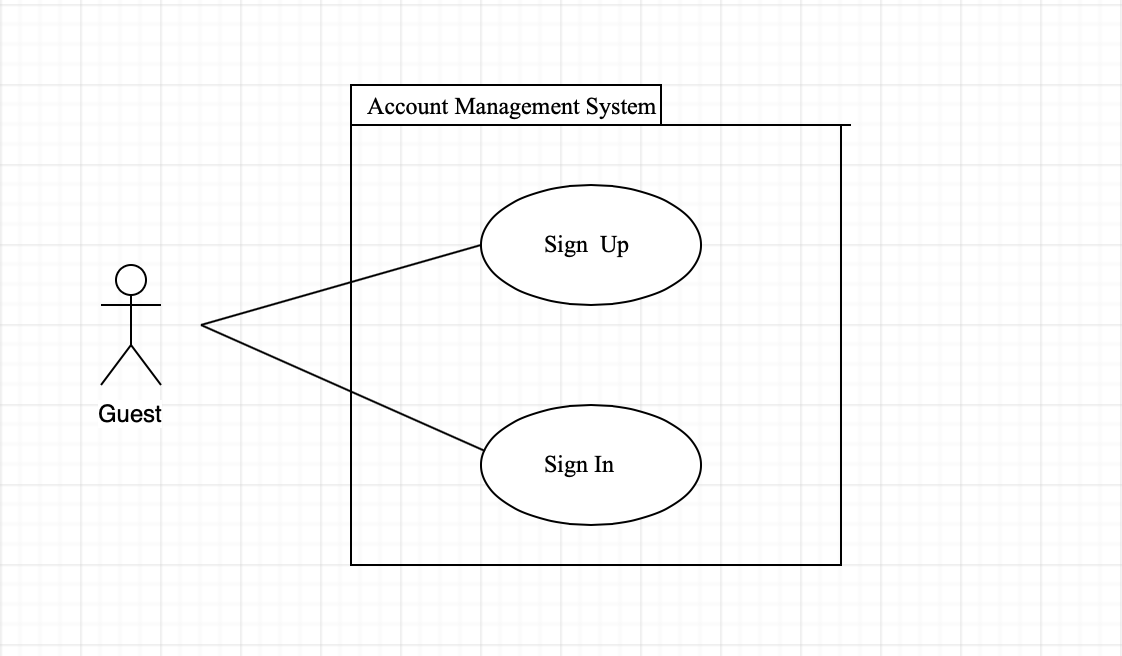 Account Management System
Sign Up
Guest
Sign In